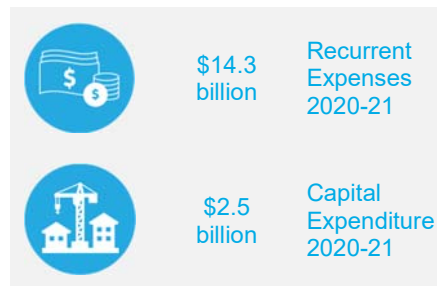 $14.3
billion
Recurrent
Expenses
2020-21
$
$
$2.5
billion
Capital
Expenditure
2020-21